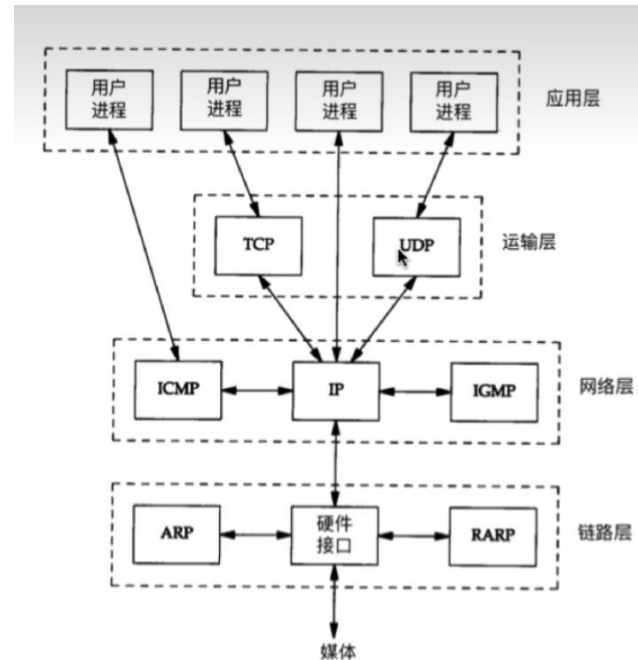 用户 用户 用户 用户
进程 进程 进程 进程
应用层
TCP UDP 运输层
ICMP IP IGMP 网络层
ARP 硬件 RARP 链路层
接口
媒体